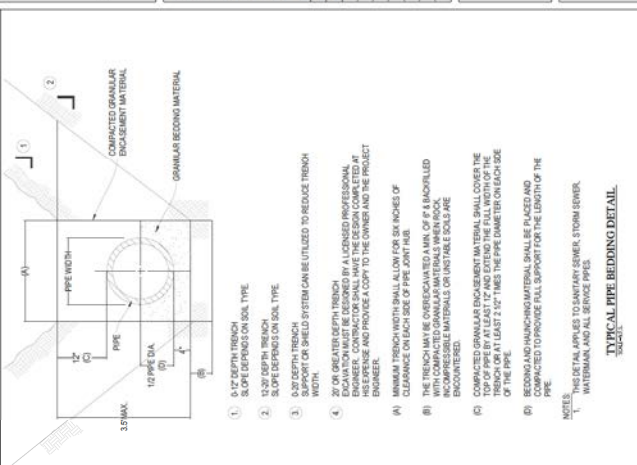 1
2
COMPACTED GRANULAR
ENCASEMENT MATERIAL
GRANULAR BEDDING MATERIAL
(A)
PIPE WIDTH
12"
(C)
PIPE
1/2 PIPE DIA.
(D)
4"
(B)
3.5' MAX.
1. 0-12' DEPTH TRENCH
SLOPE DEPENDS ON SOIL TYPE.
2. 12-20' DEPTH TRENCH
SLOPE DEPENDS ON SOIL TYPE.
3. 0-20' DEPTH TRENCH
SUPPORT OR SHIELD SYSTEM CAN BE UTILIZED TO REDUCE TRENCH
WIDTH.
4. 20' OR GREATER DEPTH TRENCH
EXCAVATION MUST BE DESIGNED BY A LICENSED PROFESSIONAL
ENGINEER. CONTRACTOR SHALL HAVE THE DESIGN COMPLETED AT
HIS EXPENSE AND PROVIDE A COPY TO THE OWNER AND THE PROJECT
ENGINEER.
(A) MINIMUM TRENCH WIDTH SHALL ALLOW FOR SIX INCHES OF
CLEARANCE ON EACH SIDE OF PIPE JOINT HUB.
(B) THE TRENCH MAY BE OVEREXCAVATED A MIN. OF 6" & BACKFILLED
WITH COMPACTED GRANULAR MATERIALS WHEN ROCK,
INCOMPRESSIBLE MATERIALS, OR UNSTABLE SOILS ARE
ENCOUNTERED.
(C) COMPACTED GRANULAR ENCASEMENT MATERIAL SHALL COVER THE
TOP OF PIPE BY AT LEAST 12" AND EXTEND THE FULL WIDTH OF THE
TRENCH OR AT LEAST 2 1/2" TIMES THE PIPE DIAMETER ON EACH SIDE
OF THE PIPE.
(D) BEDDING AND HAUNCHING MATERIAL SHALL BE PLACED AND
COMPACTED TO PROVIDE FULL SUPPORT FOR THE LENGTH OF THE
PIPE.
NOTES:
1. THIS DETAIL APPLIES TO SANITARY SEWER, STORM SEWER,
WATERMAIN, AND ALL SERVICE PIPES.
TYPICAL PIPE BEDDING DETAIL